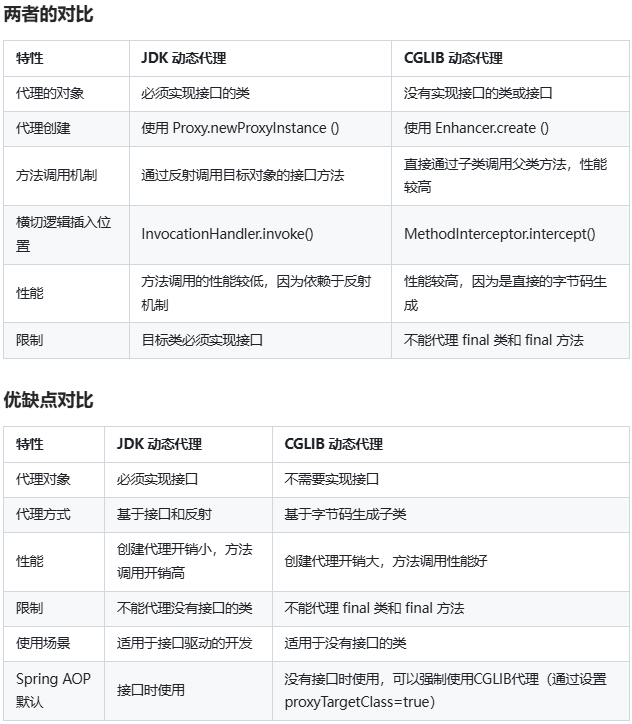 两者的对比
特性 JDK 动态代理 CGLIB 动态代理
代理的对象 必须实现接口的类 没有实现接口的类或接口
代理创建 使用 Proxy.newProxyInstance () 使用 Enhancer.create ()
方法调用机制 通过反射调用目标对象的接口方法 直接通过子类调用父类方法，性能
较高
横切逻辑插入位
置 InvocationHandler.invoke() MethodInterceptor.intercept()
性能 方法调用的性能较低，因为依赖于反射
机制 性能较高，因为是直接的字节码生
成
限制 目标类必须实现接口 不能代理 final 类和 final 方法
优缺点对比
特性 JDK 动态代理 CGLIB 动态代理
代理对象 必须实现接口 不需要实现接口
代理方式 基于接口和反射 基于字节码生成子类
性能 创建代理开销小，方法
调用开销高 创建代理开销大，方法调用性能好
限制 不能代理没有接口的类 不能代理 final 类和 final 方法
使用场景 适用于接口驱动的开发 适用于没有接口的类
Spring AOP
默认 接口时使用 没有接口时使用，可以强制使用CGLIB代理（通过设置
proxyTargetClass=true）